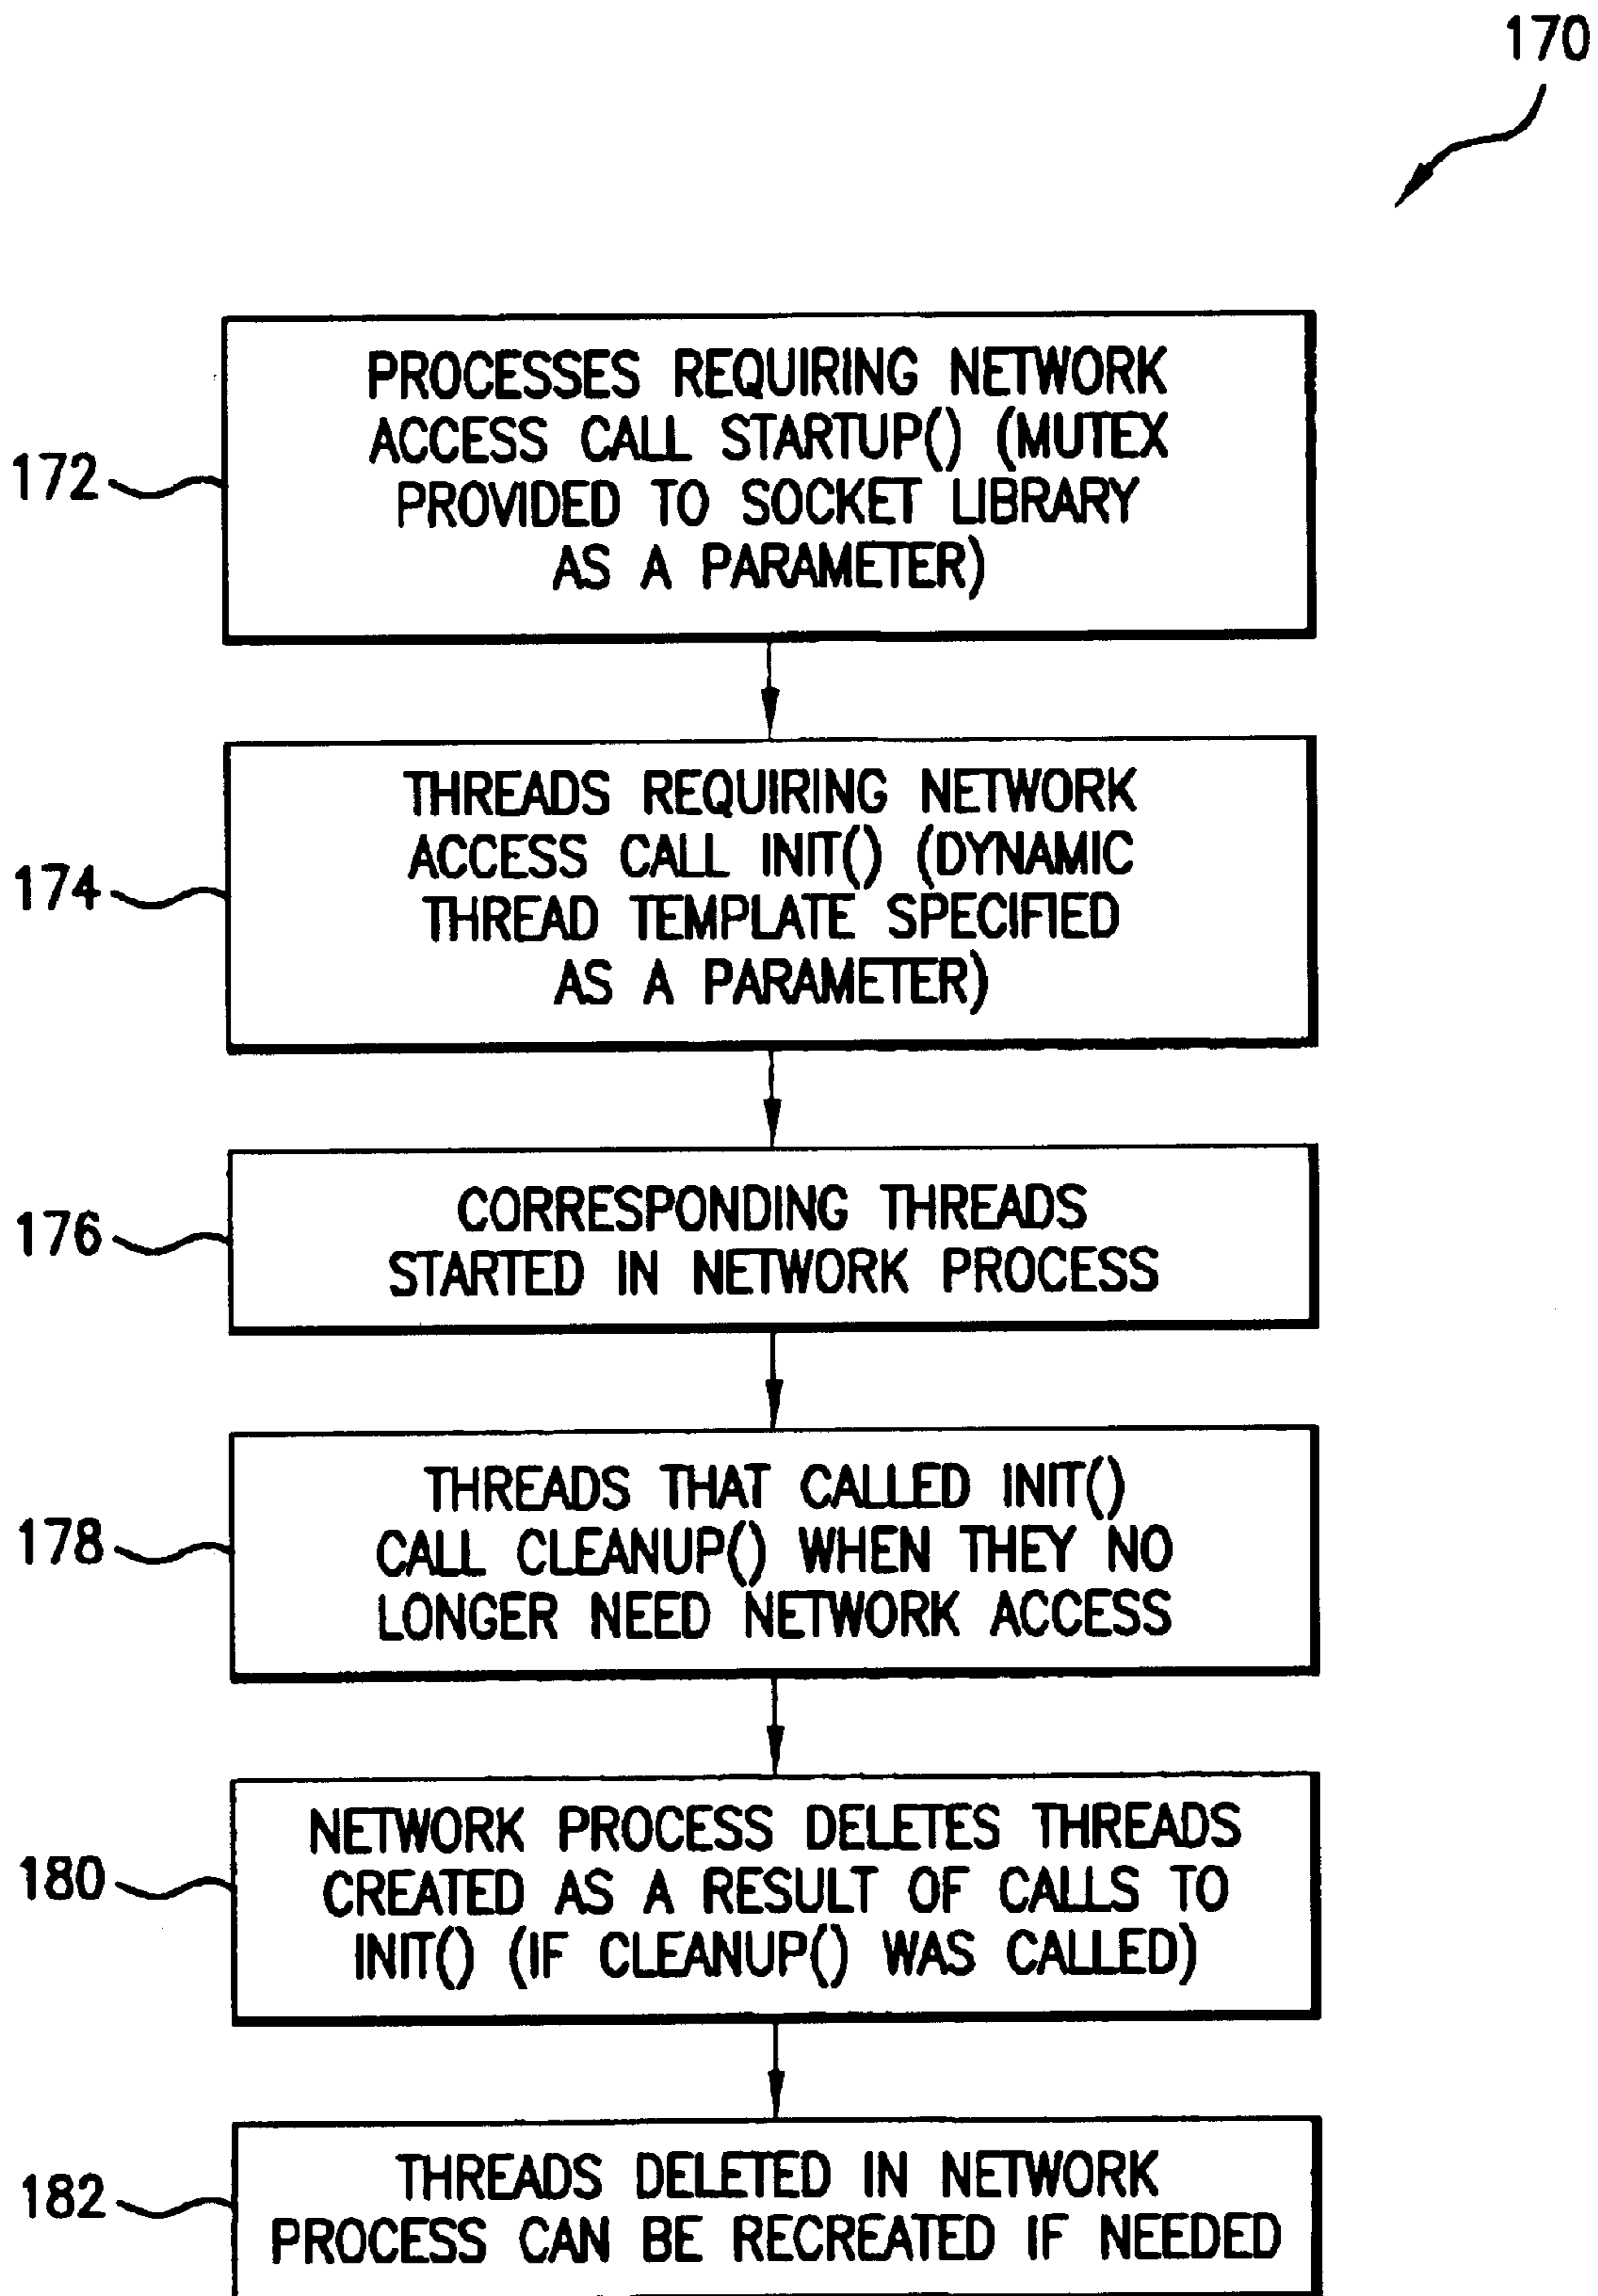 170
PROCESSES REQUIRING NETWORK
ACCESS CALL STARTUP() (MUTEX
PROVIDED TO SOCKET LIBRARY
AS A PARAMETER)
172
THREADS REQUIRING NETWORK
ACCESS CALL INIT() (DYNAMIC
THREAD TEMPLATE SPECIFIED
AS A PARAMETER)
174
CORRESPONDING THREADS
STARTED IN NETWORK PROCESS
176
THREADS THAT CALLED INIT()
CALL CLEANUP() WHEN THEY NO
LONGER NEED NETWORK ACCESS
178
NETWORK PROCESS DELETES THREADS
CREATED AS A RESULT OF CALLS TO
INIT() (IF CLEANUP() WAS CALLED)
180
THREADS DELETED IN NETWORK
PROCESS CAN BE RECREATED IF NEEDED
182